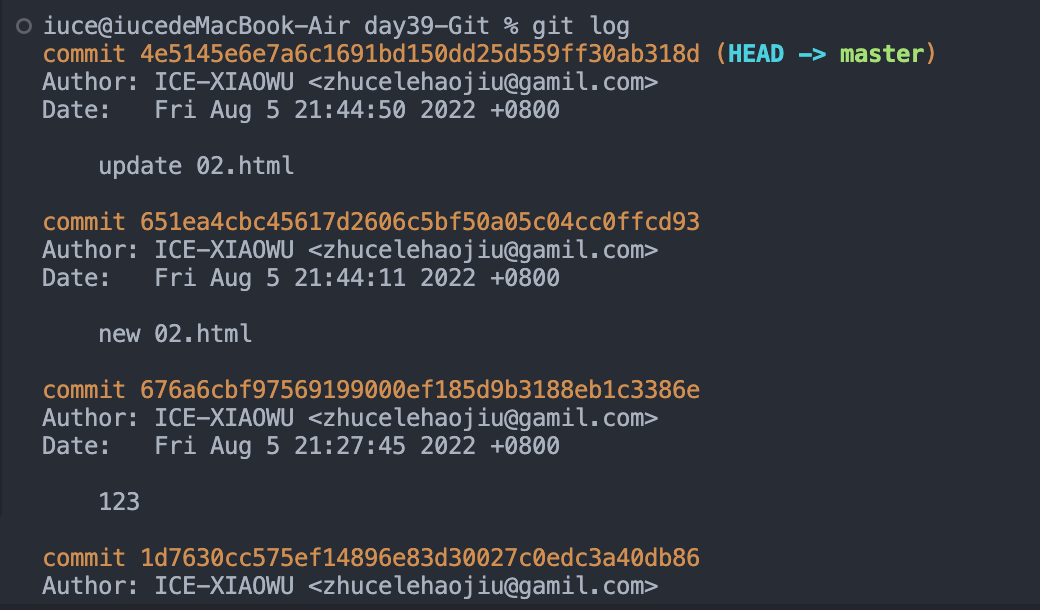 iuce@iucedeMacBook-Air day39-Git % git log
commit 4e5145e6e7a6c1691bd150dd25d559ff30ab318d (HEAD -> master)
Author: ICE-XIAOWU <zhucelehaojiu@gamil.com>
Date:   Fri Aug 5 21:44:50 2022 +0800
    update 02.html
commit 651ea4cbc45617d2606c5bf50a05c04cc0ffcd93
Author: ICE-XIAOWU <zhucelehaojiu@gamil.com>
Date:   Fri Aug 5 21:44:11 2022 +0800
    new 02.html
commit 676a6cbf97569199000ef185d9b3188eb1c3386e
Author: ICE-XIAOWU <zhucelehaojiu@gamil.com>
Date:   Fri Aug 5 21:27:45 2022 +0800
    123
commit 1d7630cc575ef14896e83d30027c0edc3a40db86
Author: ICE-XIAOWU <zhucelehaojiu@gamil.com>